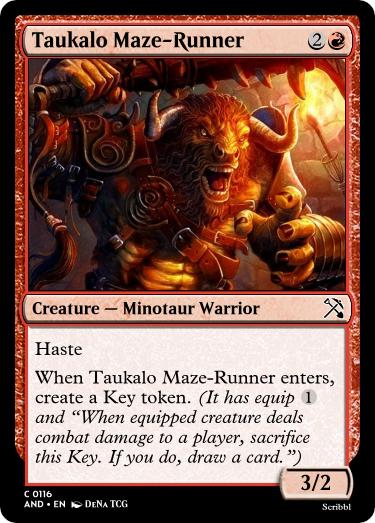 Taukalo Maze-Runner 2
Creature — Minotaur Warrior
Haste
When Taukalo Maze-Runner enters,
create a Key token. (It has equip 1
and “When equipped creature deals
combat damage to a player, sacrifice
this Key. If you do, draw a card.”)
3/2
C 0116
AND • EN DeNa TCG
Scribbl